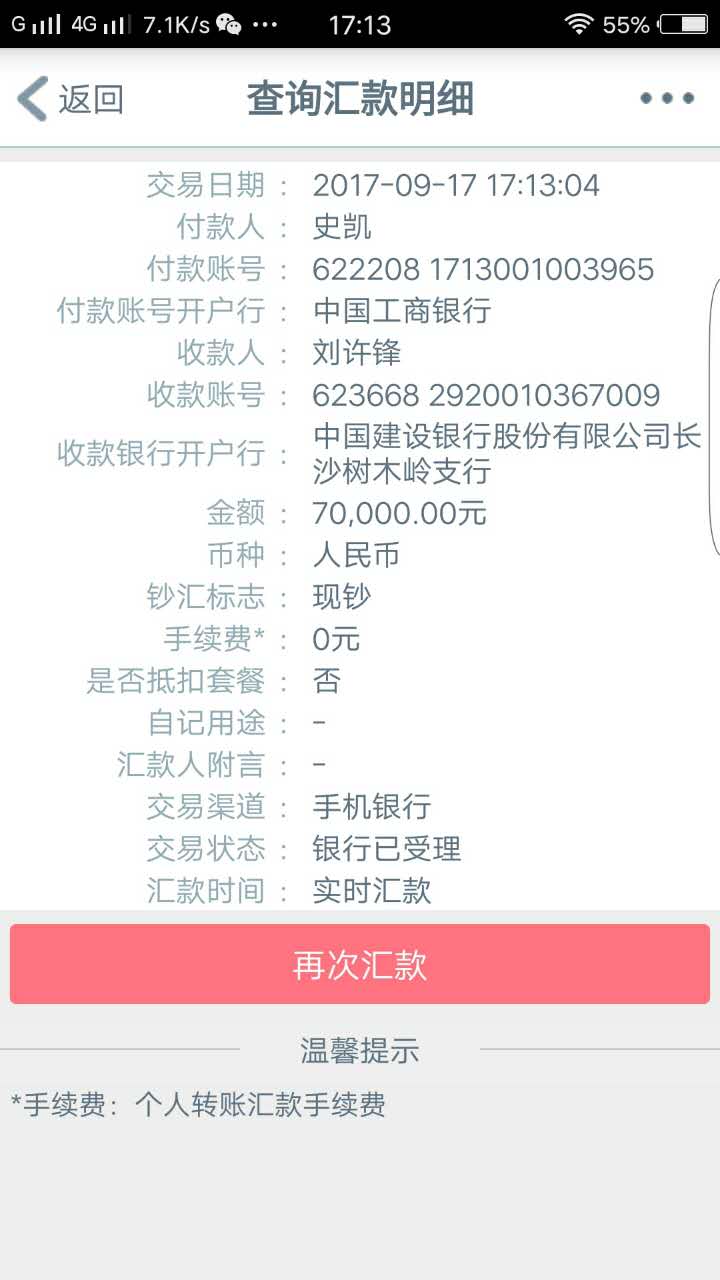 G 4G 7.1K/s ··· 17:13 55%
返回 查询汇款明细
交易日期 : 2017-09-17 17:13:04
付款人 : 史凯
付款账号 : 622208 1713001003965
付款账号开户行 : 中国工商银行
收款人 : 刘许锋
收款账号 : 623668 2920010367009
收款银行开户行 : 中国建设银行股份有限公司长
沙树木岭支行
金额 : 70,000.00元
币种 : 人民币
钞汇标志 : 现钞
手续费* : 0元
是否抵扣套餐 : 否
自记用途 : -
汇款人附言 : -
交易渠道 : 手机银行
交易状态 : 银行已受理
汇款时间 : 实时汇款
再次汇款
温馨提示
*手续费：个人转账汇款手续费